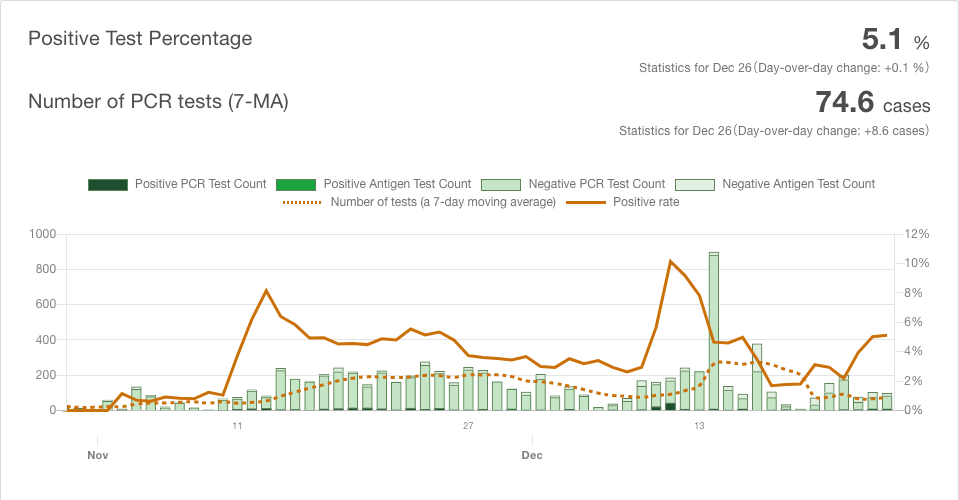 Positive Test Percentage
5.1 %
Statistics for Dec 26（Day-over-day change: +0.1 %）
Number of PCR tests (7-MA)
74.6 cases
Statistics for Dec 26（Day-over-day change: +8.6 cases）
Positive PCR Test Count Positive Antigen Test Count Negative PCR Test Count Negative Antigen Test Count
Number of tests (a 7-day moving average) Positive rate
1000 12%
10%
800
8%
600
6%
400
4%
200
2%
0 0%
11 27 13
Nov Dec